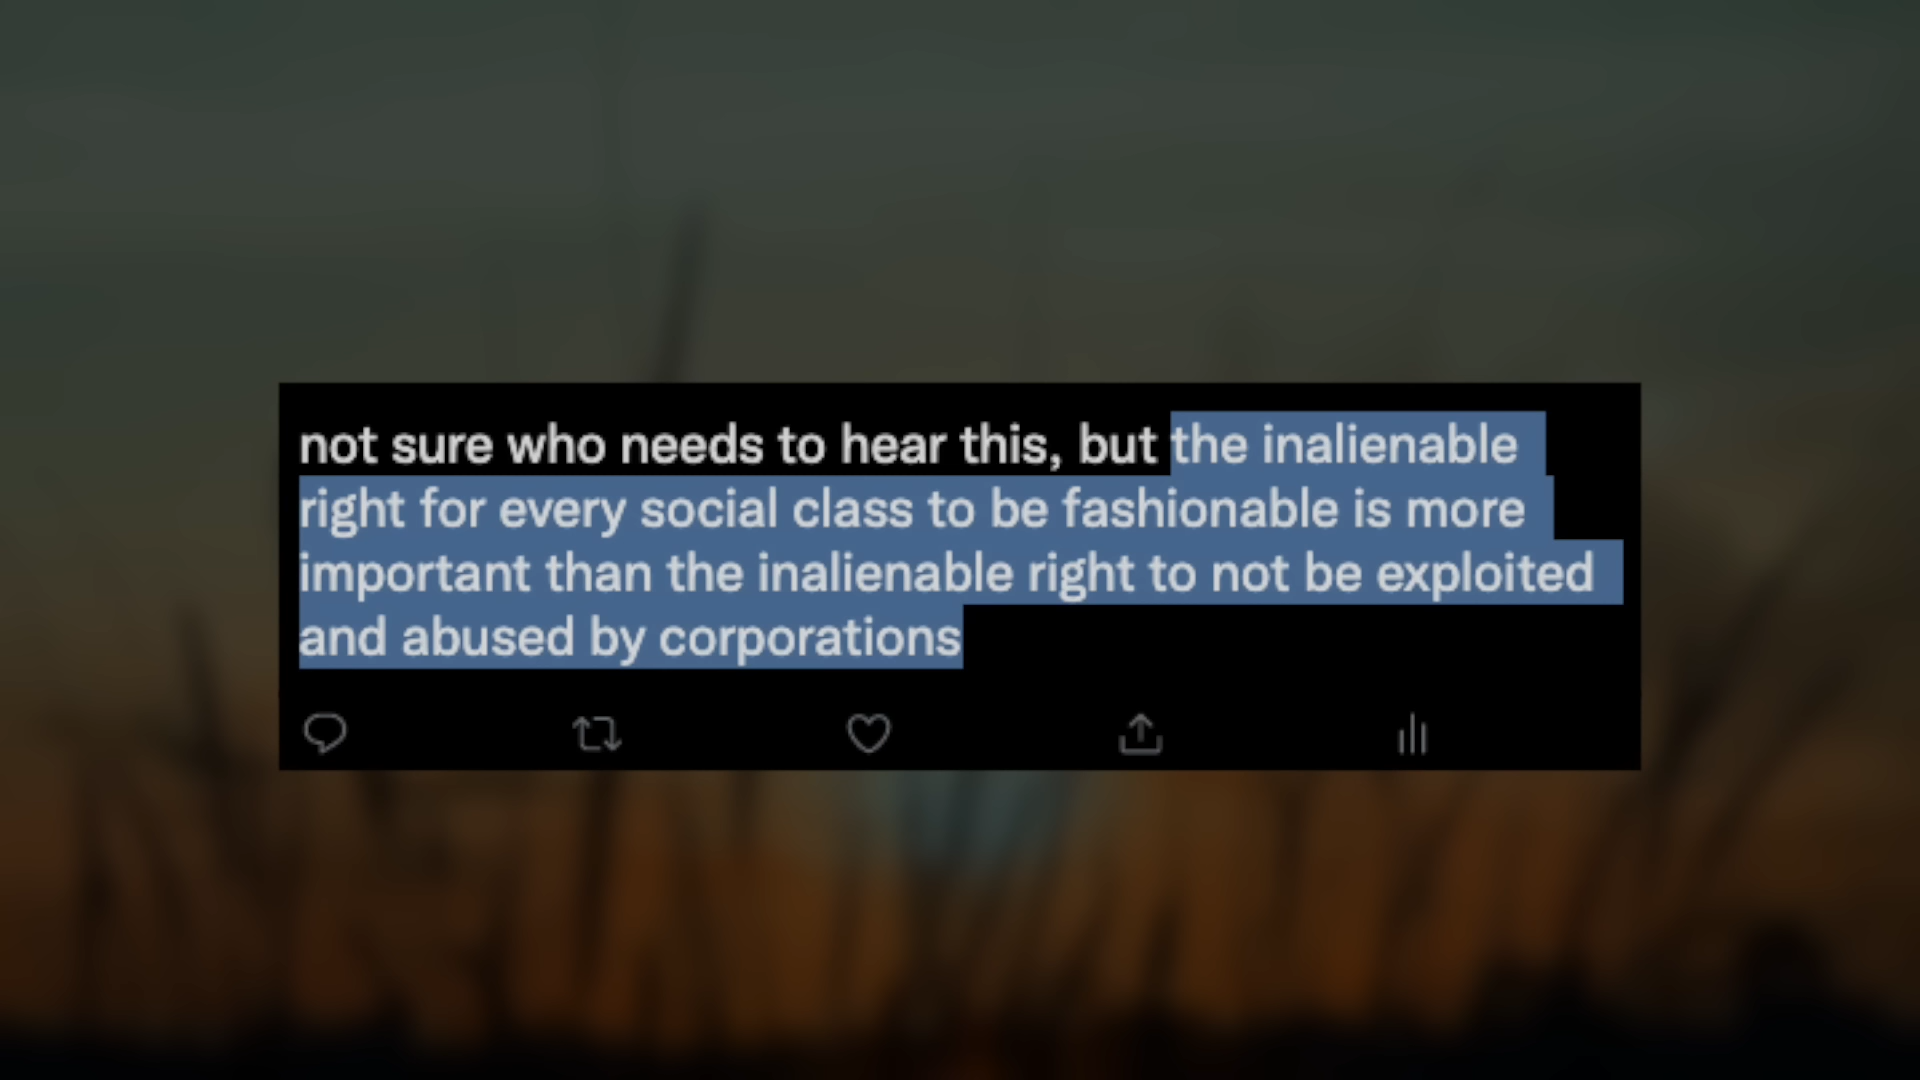 not sure who needs to hear this, but the inalienable
right for every social class to be fashionable is more
important than the inalienable right to not be exploited
and abused by corporations